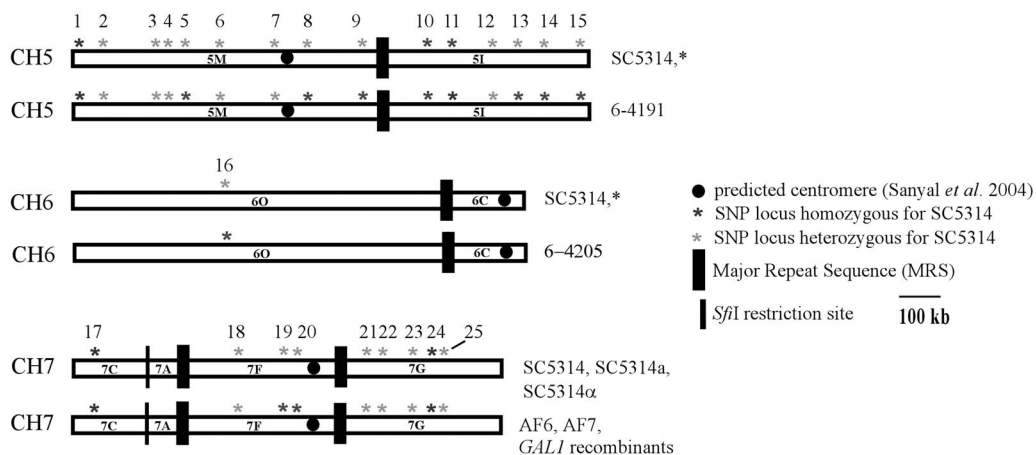 1 2 3 4 5 6 7 8 9 10 11 12 13 14 15
* * * * * * * * * * * * * * *
CH5 5M 5I SC5314,*
* * * * * * * * * * * * * * *
CH5 5M 5I 6-4191
16
*
CH6 6O 6C SC5314,*
*
CH6 6O 6C 6–4205
predicted centromere (Sanyal et al. 2004)
* SNP locus homozygous for SC5314
* SNP locus heterozygous for SC5314
Major Repeat Sequence (MRS)
SfiI restriction site
100 kb
17 18 19 20 21 22 23 24 25
* * * * * * * * *
CH7 7C 7A 7F 7G SC5314, SC5314a,
SC5314α
* * * * * * * * *
CH7 7C 7A 7F 7G AF6, AF7,
GAL1 recombinants